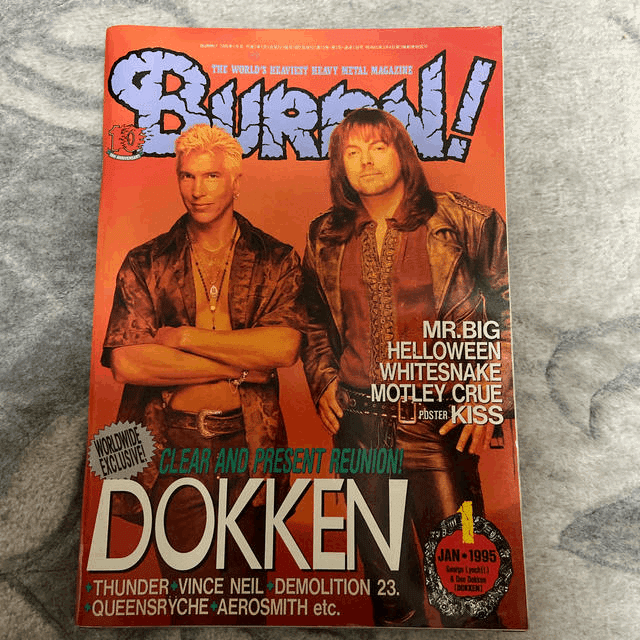 THE WORLD'S HEAVIEST HEAVY METAL MAGAZINE
BURRN!
10
MR.BIG
HELLOWEEN
WHITESNAKE
MOTLEY CRUE
POSTER KISS
WORLDWIDE
EXCLUSIVE!
CLEAR AND PRESENT REUNION!
DOKKEN
THUNDER VINCE NEIL DEMOLITION 23.
QUEENSRŸCHE AEROSMITH etc.
1
JAN • 1995
George Lynch(L)
& Don Dokken
(DOKKEN)